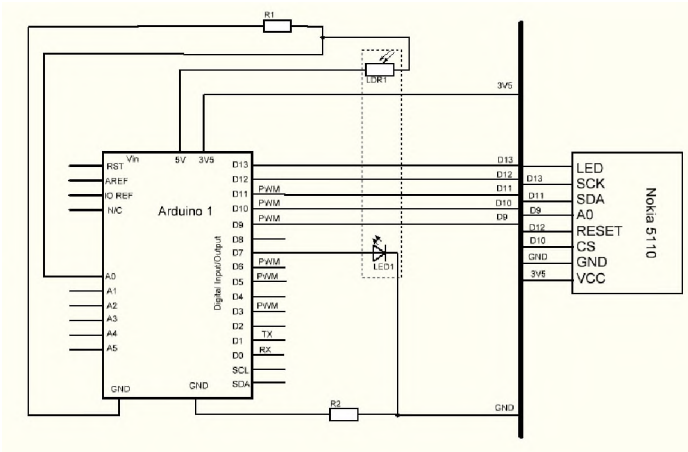 R1
LDR1
3V5
Vin 5V 3V5
RST
AREF
IO REF
N/C
Arduino 1
A0
A1
A2
A3
A4
A5
GND
GND
Digital Input/Output
D13
D12
D11 PWM
D10 PWM
D9 PWM
D8
D7
D6 PWM
D5 PWM
D4
D3 PWM
D2
D1 TX
D0 RX
SCL
SDA
LED1
R2
D13
D12
D11
D10
D9
GND
LED
D13 SCK
D11 SDA
D9 A0
D12 RESET
D10 CS
GND GND
3V5 VCC
Nokia 5110